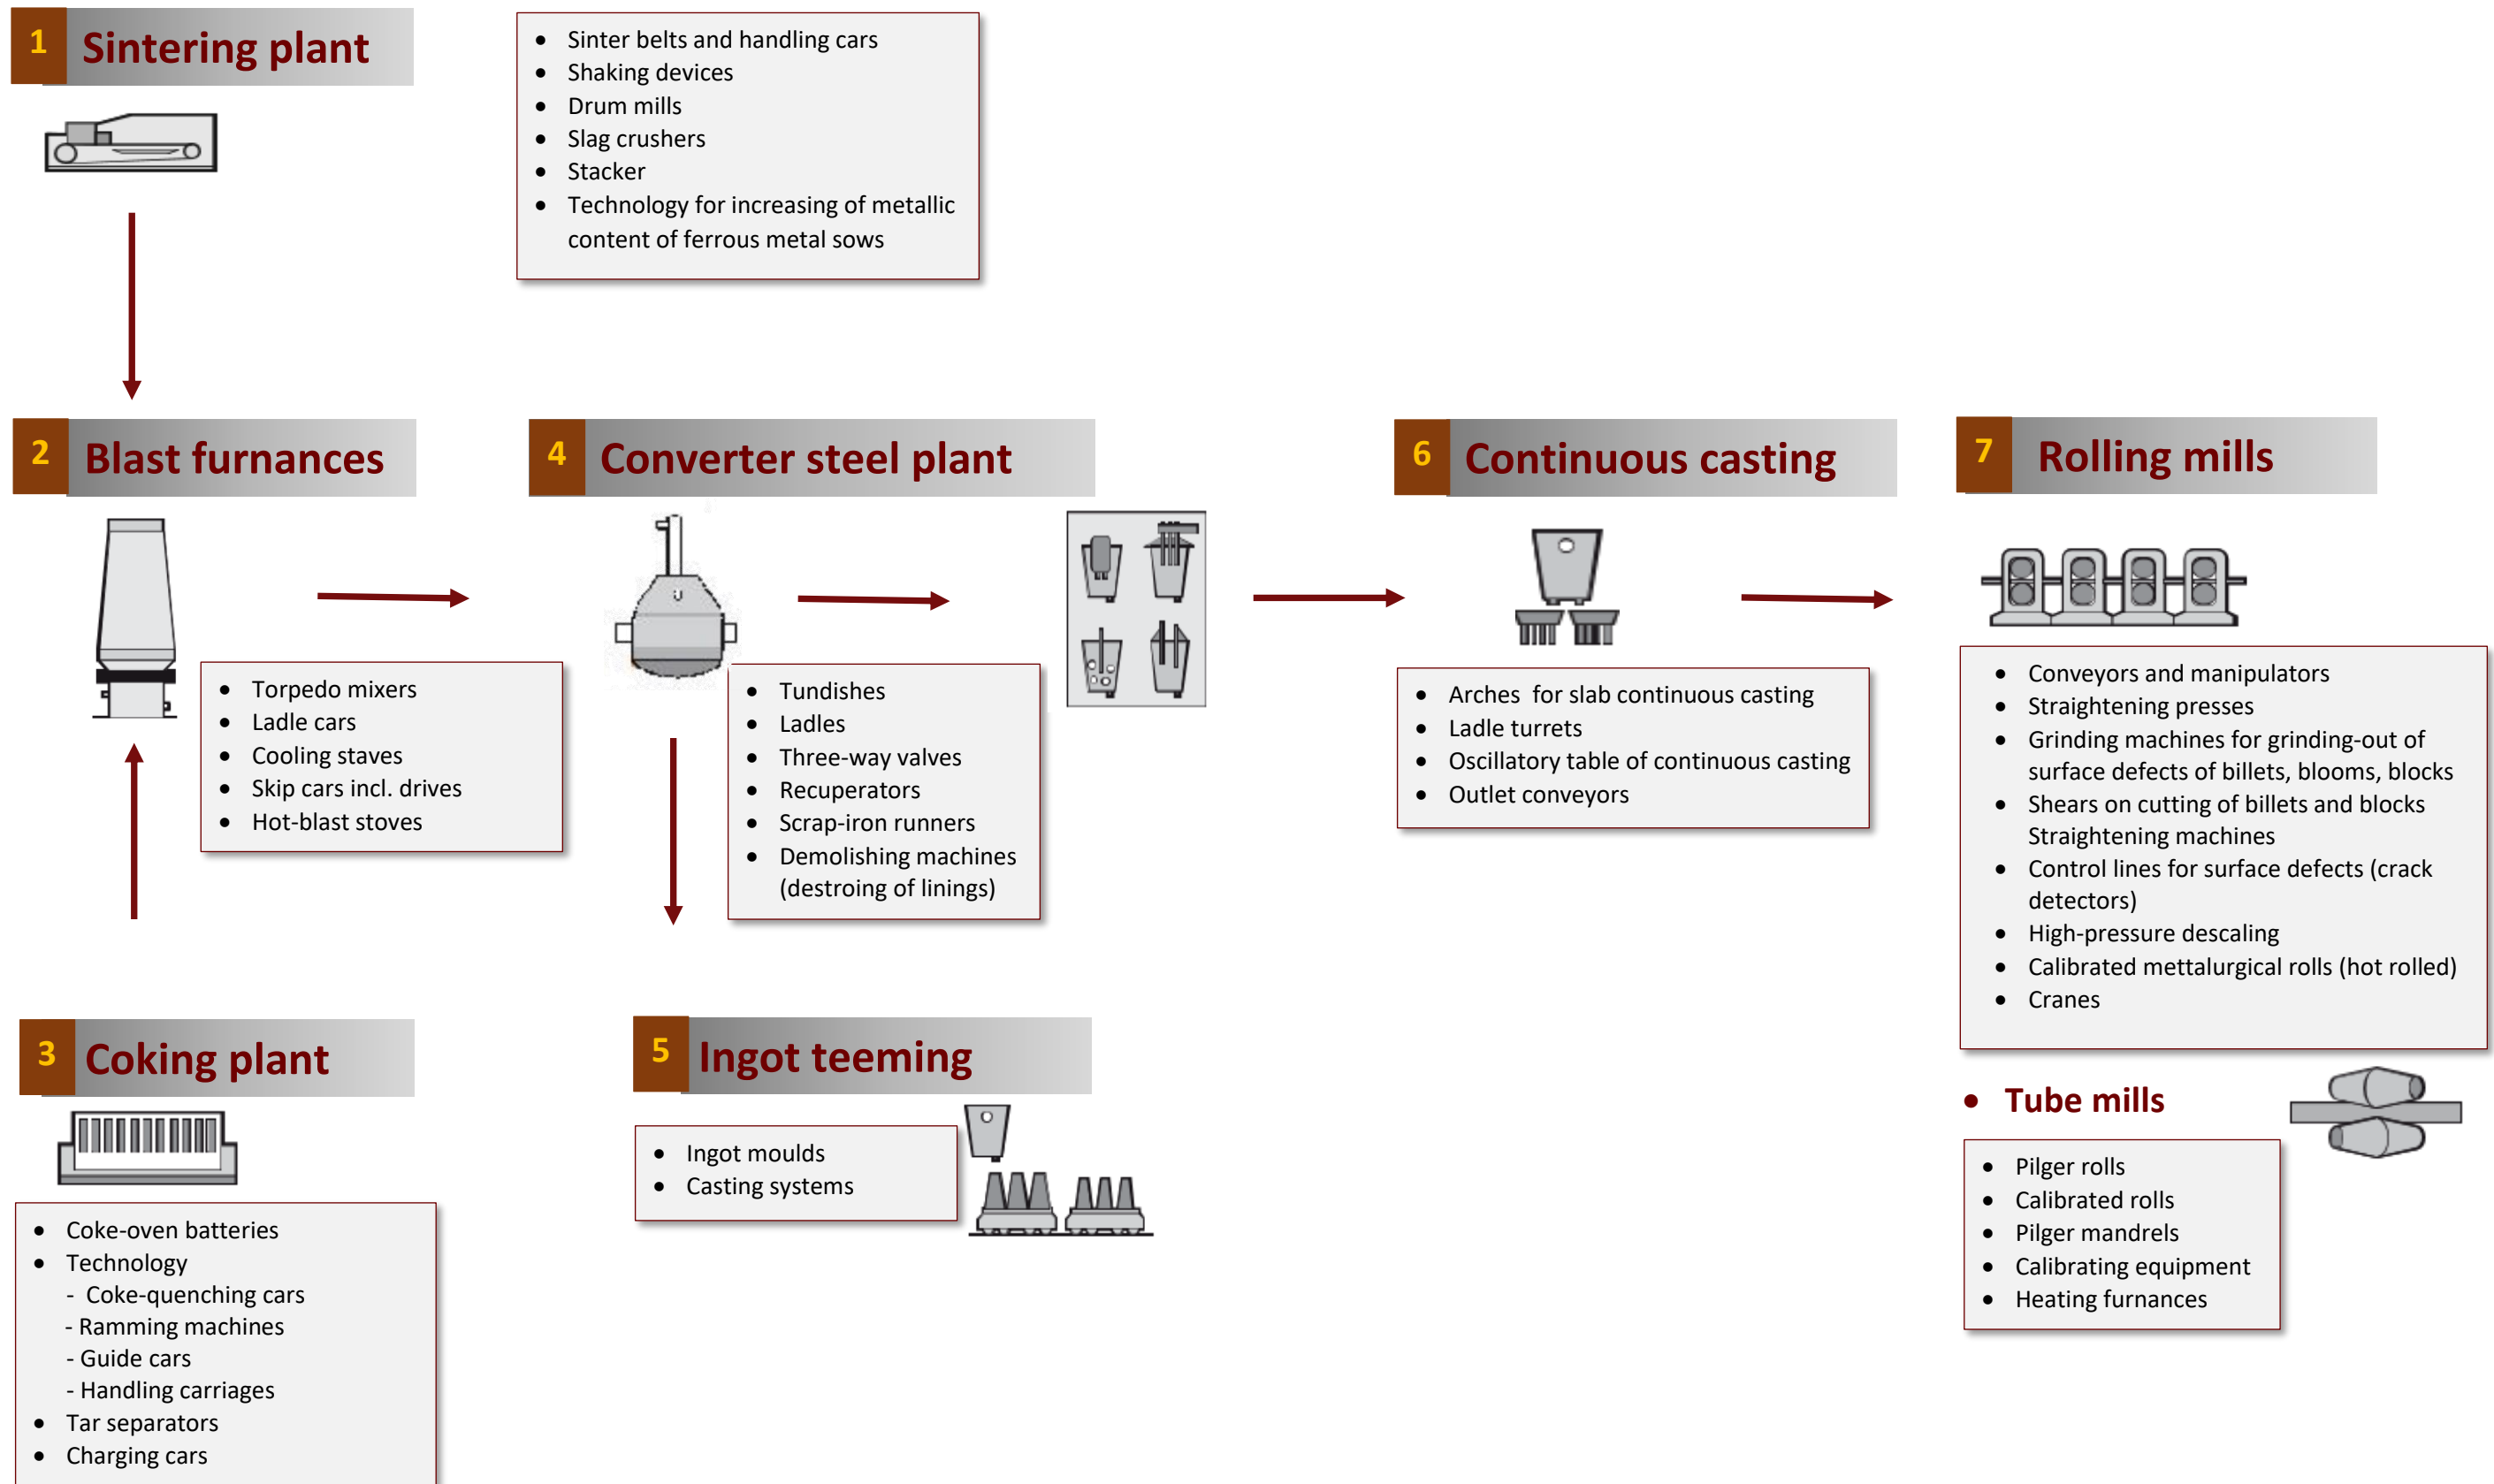 1 Sintering plant
• Sinter belts and handling cars
• Shaking devices
• Drum mills
• Slag crushers
• Stacker
• Technology for increasing of metallic
content of ferrous metal sows
2 Blast furnances
• Torpedo mixers
• Ladle cars
• Cooling staves
• Skip cars incl. drives
• Hot-blast stoves
4 Converter steel plant
• Tundishes
• Ladles
• Three-way valves
• Recuperators
• Scrap-iron runners
• Demolishing machines
(destroing of linings)
6 Continuous casting
• Arches for slab continuous casting
• Ladle turrets
• Oscillatory table of continuous casting
• Outlet conveyors
7 Rolling mills
• Conveyors and manipulators
• Straightening presses
• Grinding machines for grinding-out of
surface defects of billets, blooms, blocks
• Shears on cutting of billets and blocks
Straightening machines
• Control lines for surface defects (crack
detectors)
• High-pressure descaling
• Calibrated mettalurgical rolls (hot rolled)
• Cranes
3 Coking plant
• Coke-oven batteries
• Technology
- Coke-quenching cars
- Ramming machines
- Guide cars
- Handling carriages
• Tar separators
• Charging cars
5 Ingot teeming
• Ingot moulds
• Casting systems
• Tube mills
• Pilger rolls
• Calibrated rolls
• Pilger mandrels
• Calibrating equipment
• Heating furnances